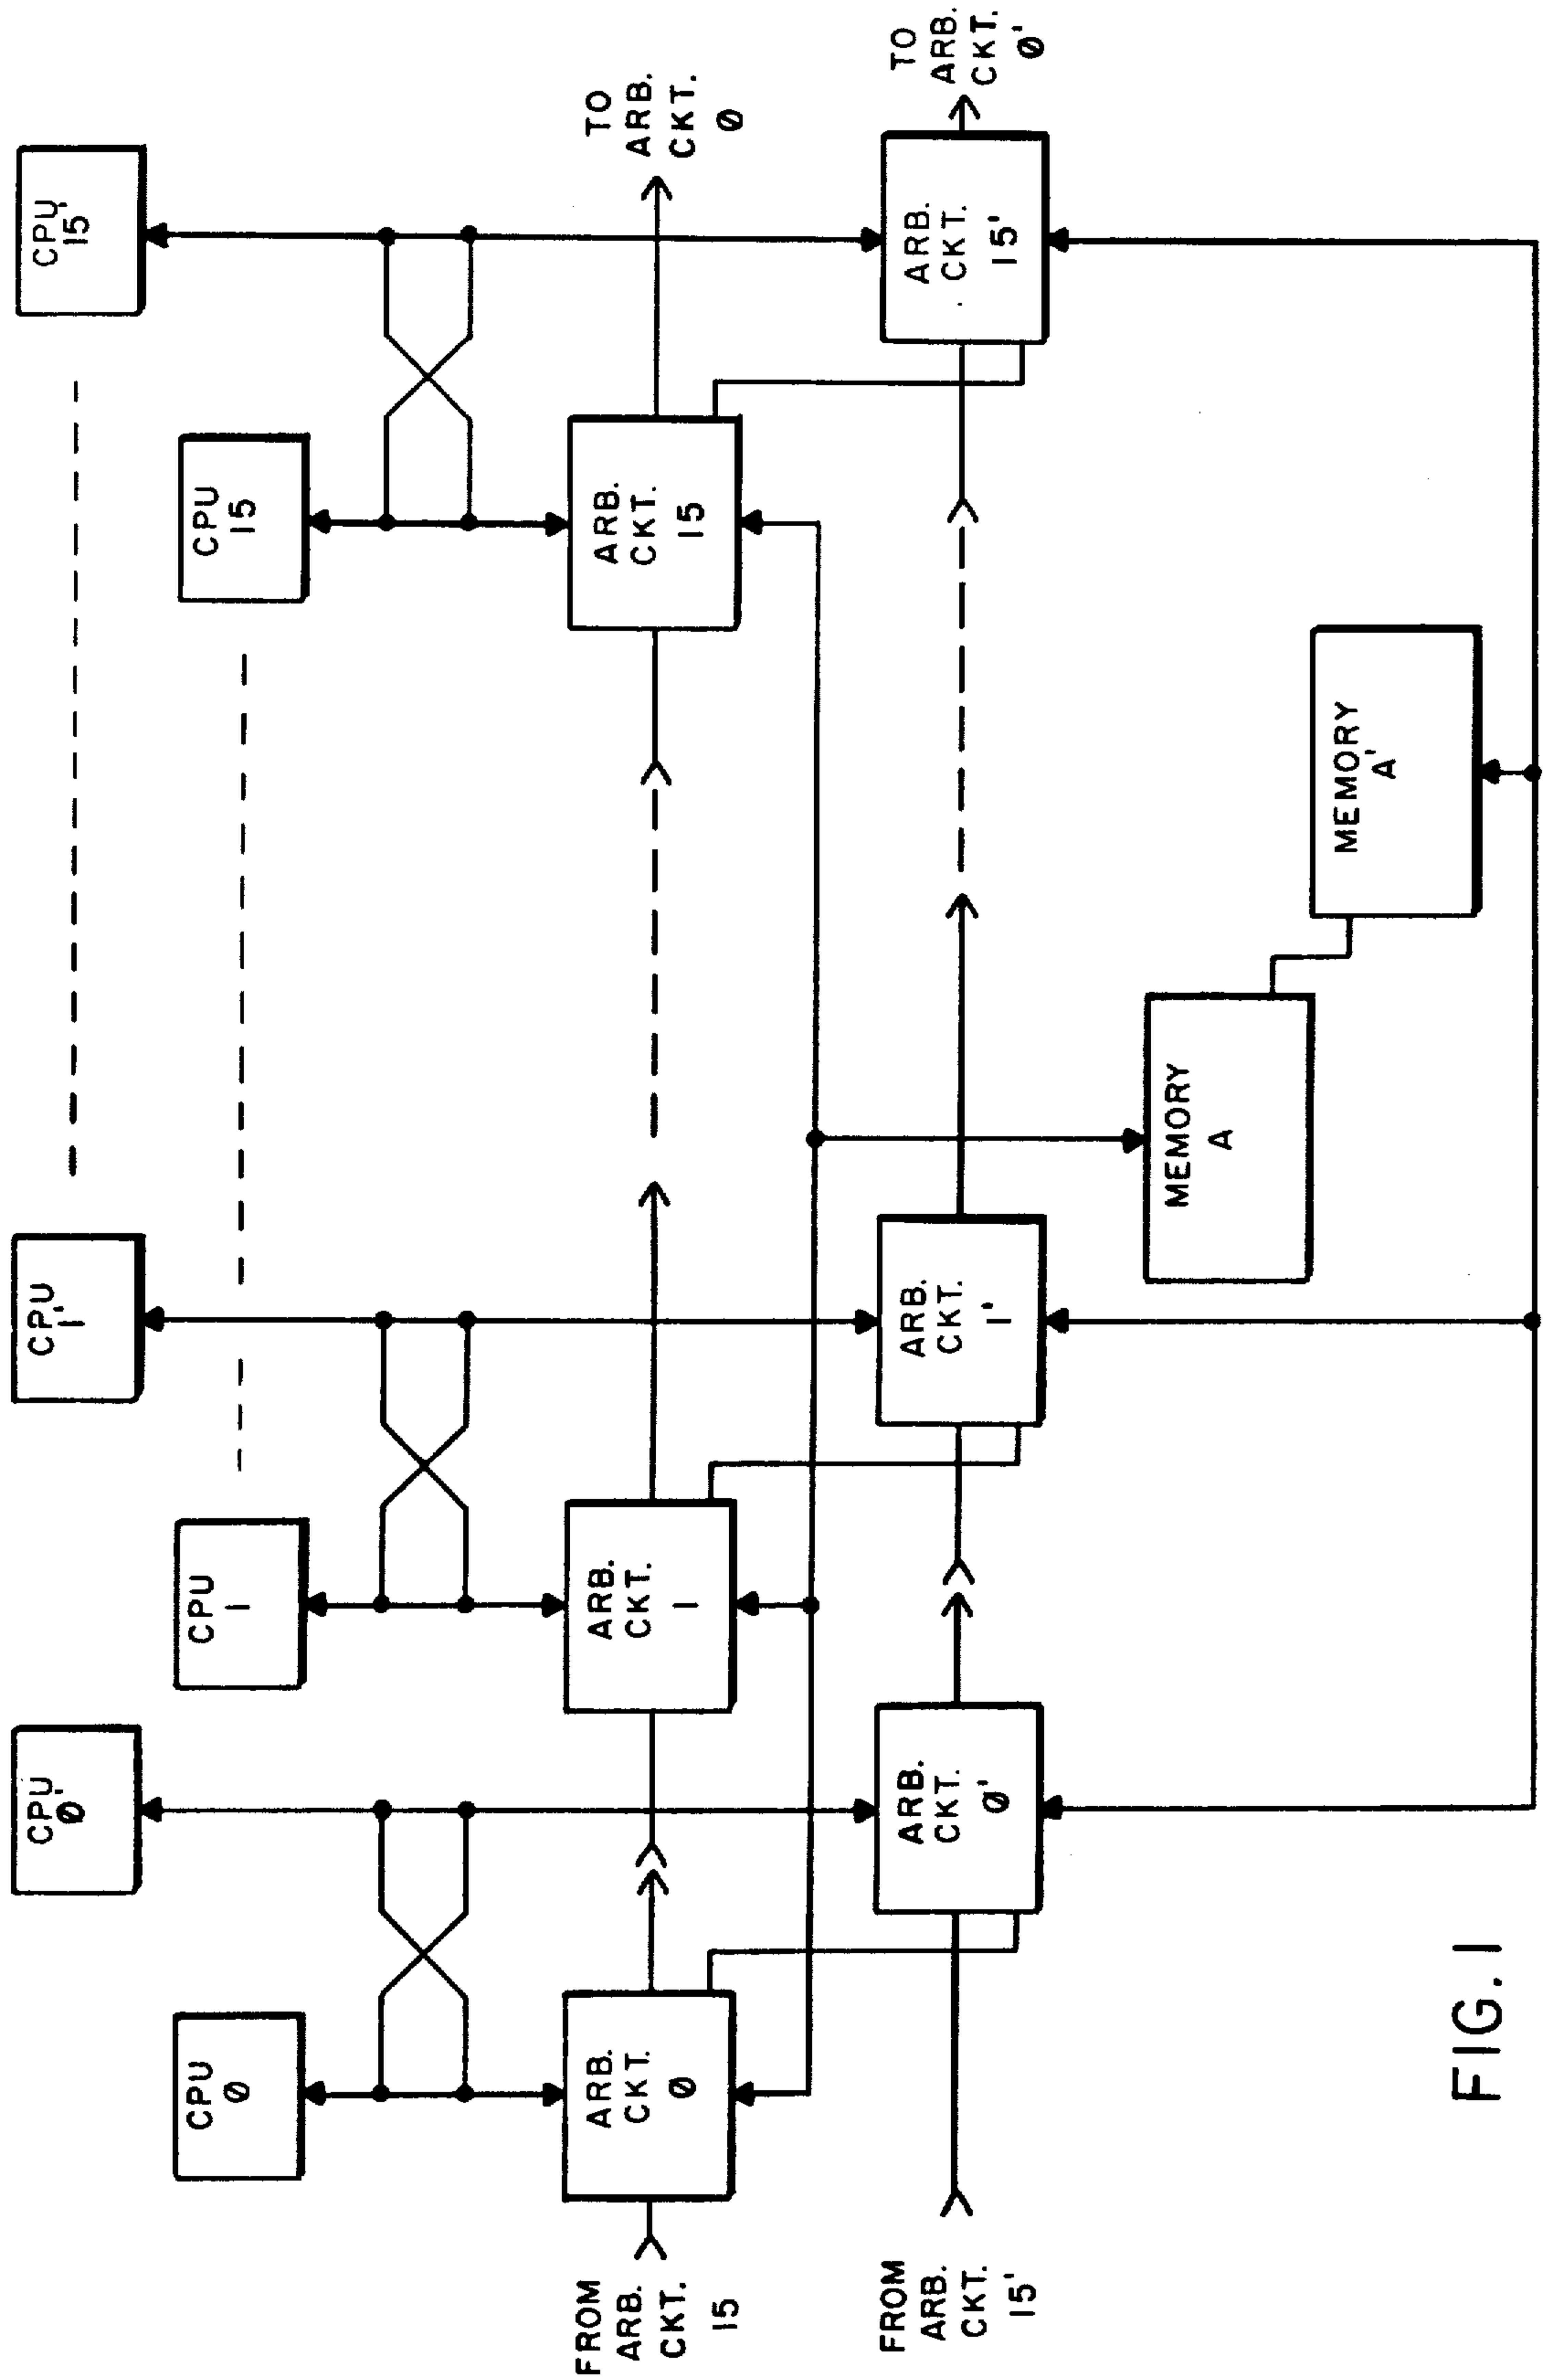 CPU
0'
CPU
1'
CPU
15'
CPU
0
CPU
1
CPU
15
FROM
ARB.
CKT.
15
ARB.
CKT.
0
ARB.
CKT.
1
ARB.
CKT.
15
TO
ARB.
CKT.
0
FROM
ARB.
CKT.
15'
ARB.
CKT.
0'
ARB.
CKT.
1'
ARB.
CKT.
15'
TO
ARB.
CKT.
0'
MEMORY
A
MEMORY
A'
FIG. 1